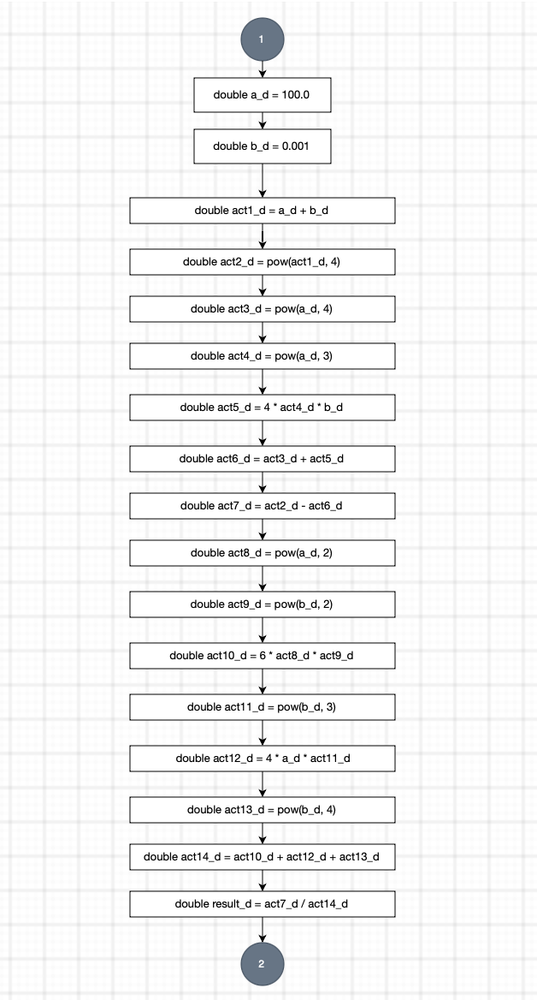 1
double a_d = 100.0
double b_d = 0.001
double act1_d = a_d + b_d
double act2_d = pow(act1_d, 4)
double act3_d = pow(a_d, 4)
double act4_d = pow(a_d, 3)
double act5_d = 4 * act4_d * b_d
double act6_d = act3_d + act5_d
double act7_d = act2_d - act6_d
double act8_d = pow(a_d, 2)
double act9_d = pow(b_d, 2)
double act10_d = 6 * act8_d * act9_d
double act11_d = pow(b_d, 3)
double act12_d = 4 * a_d * act11_d
double act13_d = pow(b_d, 4)
double act14_d = act10_d + act12_d + act13_d
double result_d = act7_d / act14_d
2